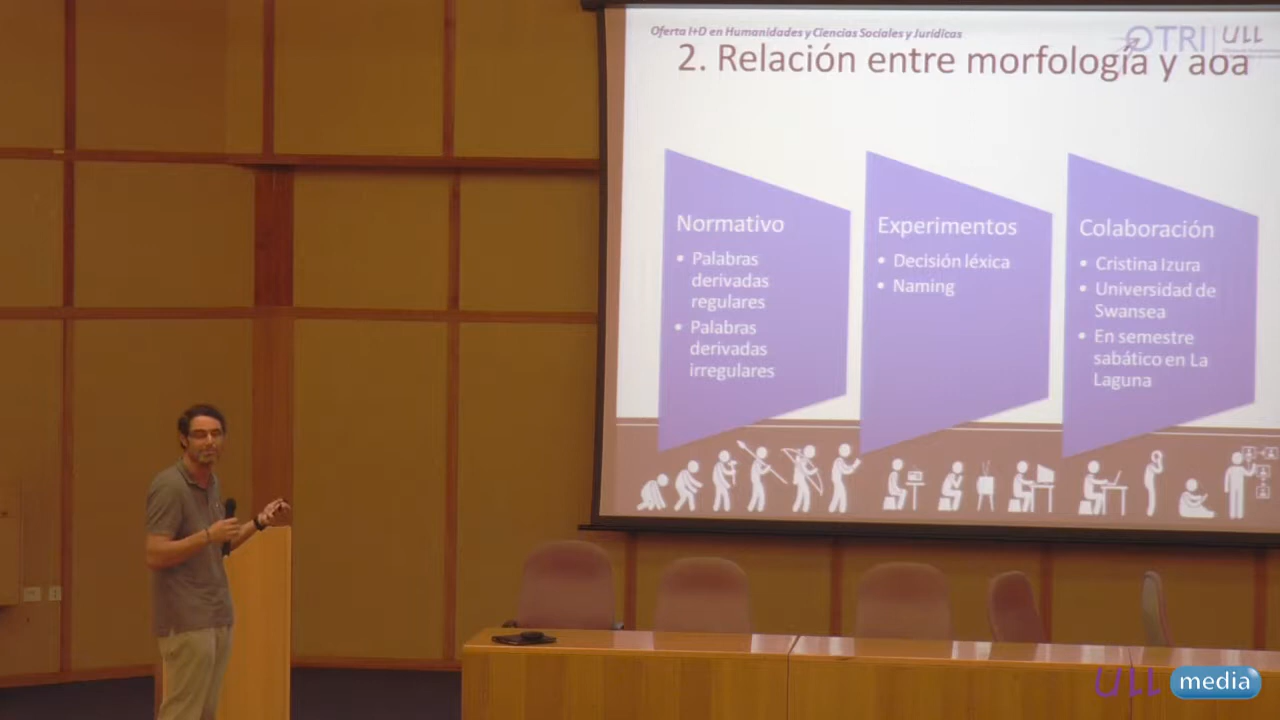 Oferta I+D en Humanidades y Ciencias Sociales y Jurídicas
OTRI ULL
2. Relación entre morfología y aoa
Normativo
• Palabras
derivadas
regulares
• Palabras
derivadas
irregulares
Experimentos
• Decisión léxica
• Naming
Colaboración
• Cristina Izura
• Universidad de
Swansea
• En semestre
sabático en La
Laguna
ULL media